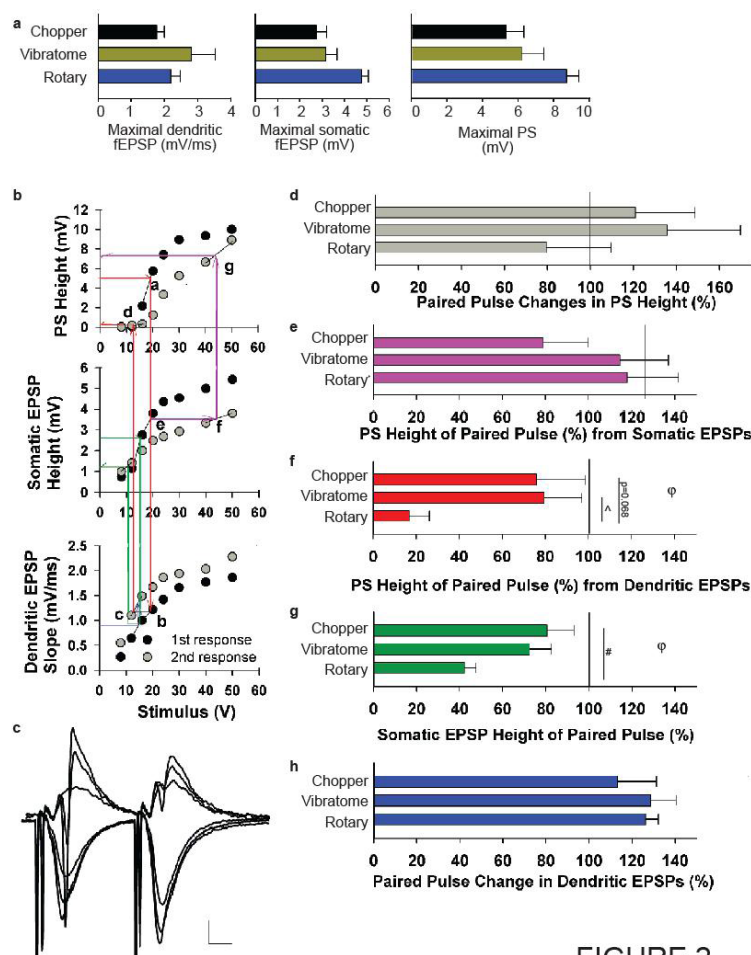 a
Chopper
Vibratome
Rotary
0 1 2 3 4
Maximal dendritic
fEPSP (mV/ms)
0 1 2 3 4 5 6
Maximal somatic
fEPSP (mV)
0 2 4 6 8 10
Maximal PS
(mV)
b
PS Height (mV)
12
10
8
6
4
2
0
a
d
g
0 10 20 30 40 50 60
Somatic EPSP
Height (mV)
6
5
4
3
2
1
0
e
f
0 10 20 30 40 50 60
Dendritic EPSP
Slope (mV/ms)
2.5
2.0
1.5
1.0
0.5
0.0
c
b
1st response
2nd response
0 10 20 30 40 50 60
Stimulus (V)
c
d
Chopper
Vibratome
Rotary
0 20 40 60 80 100 120 140 160
Paired Pulse Changes in PS Height (%)
e
Chopper
Vibratome
Rotary
0 20 40 60 80 100 120 140
PS Height of Paired Pulse (%) from Somatic EPSPs
f
Chopper
Vibratome
Rotary
^
p=0.068
φ
0 20 40 60 80 100 120 140
PS Height of Paired Pulse (%) from Dendritic EPSPs
g
Chopper
Vibratome
Rotary
#
φ
0 20 40 60 80 100 120 140
Somatic EPSP Height of Paired Pulse (%)
h
Chopper
Vibratome
Rotary
0 20 40 60 80 100 120 140
Paired Pulse Change in Dendritic EPSPs (%)